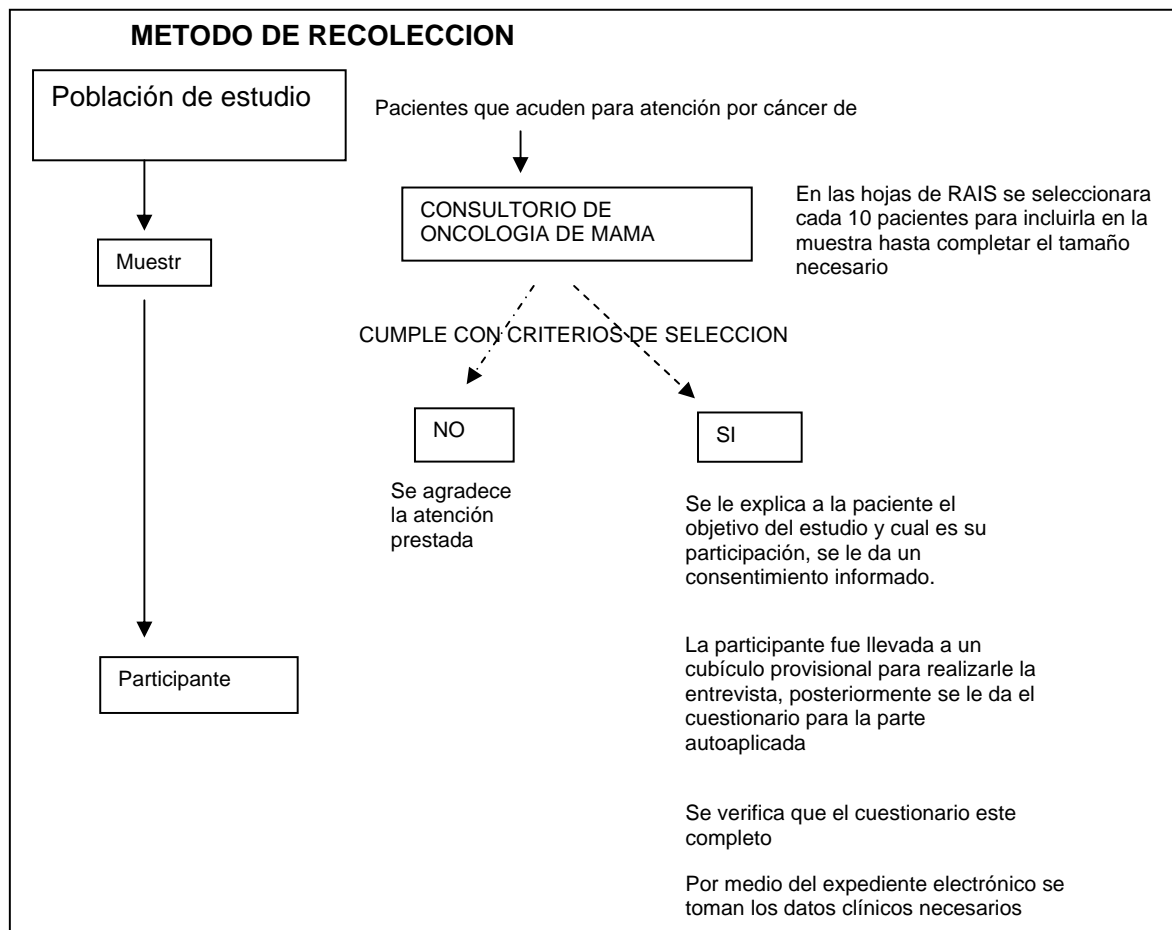 METODO DE RECOLECCION
Población de estudio
Pacientes que acuden para atención por cáncer de
CONSULTORIO DE
ONCOLOGIA DE MAMA
En las hojas de RAIS se seleccionara
cada 10 pacientes para incluirla en la
muestra hasta completar el tamaño
necesario
Muestr
CUMPLE CON CRITERIOS DE SELECCION
NO
SI
Se agradece
la atención
prestada
Se le explica a la paciente el
objetivo del estudio y cual es su
participación, se le da un
consentimiento informado.
Participante
La participante fue llevada a un
cubículo provisional para realizarle la
entrevista, posteriormente se le da el
cuestionario para la parte
autoaplicada
Se verifica que el cuestionario este
completo
Por medio del expediente electrónico se
toman los datos clínicos necesarios